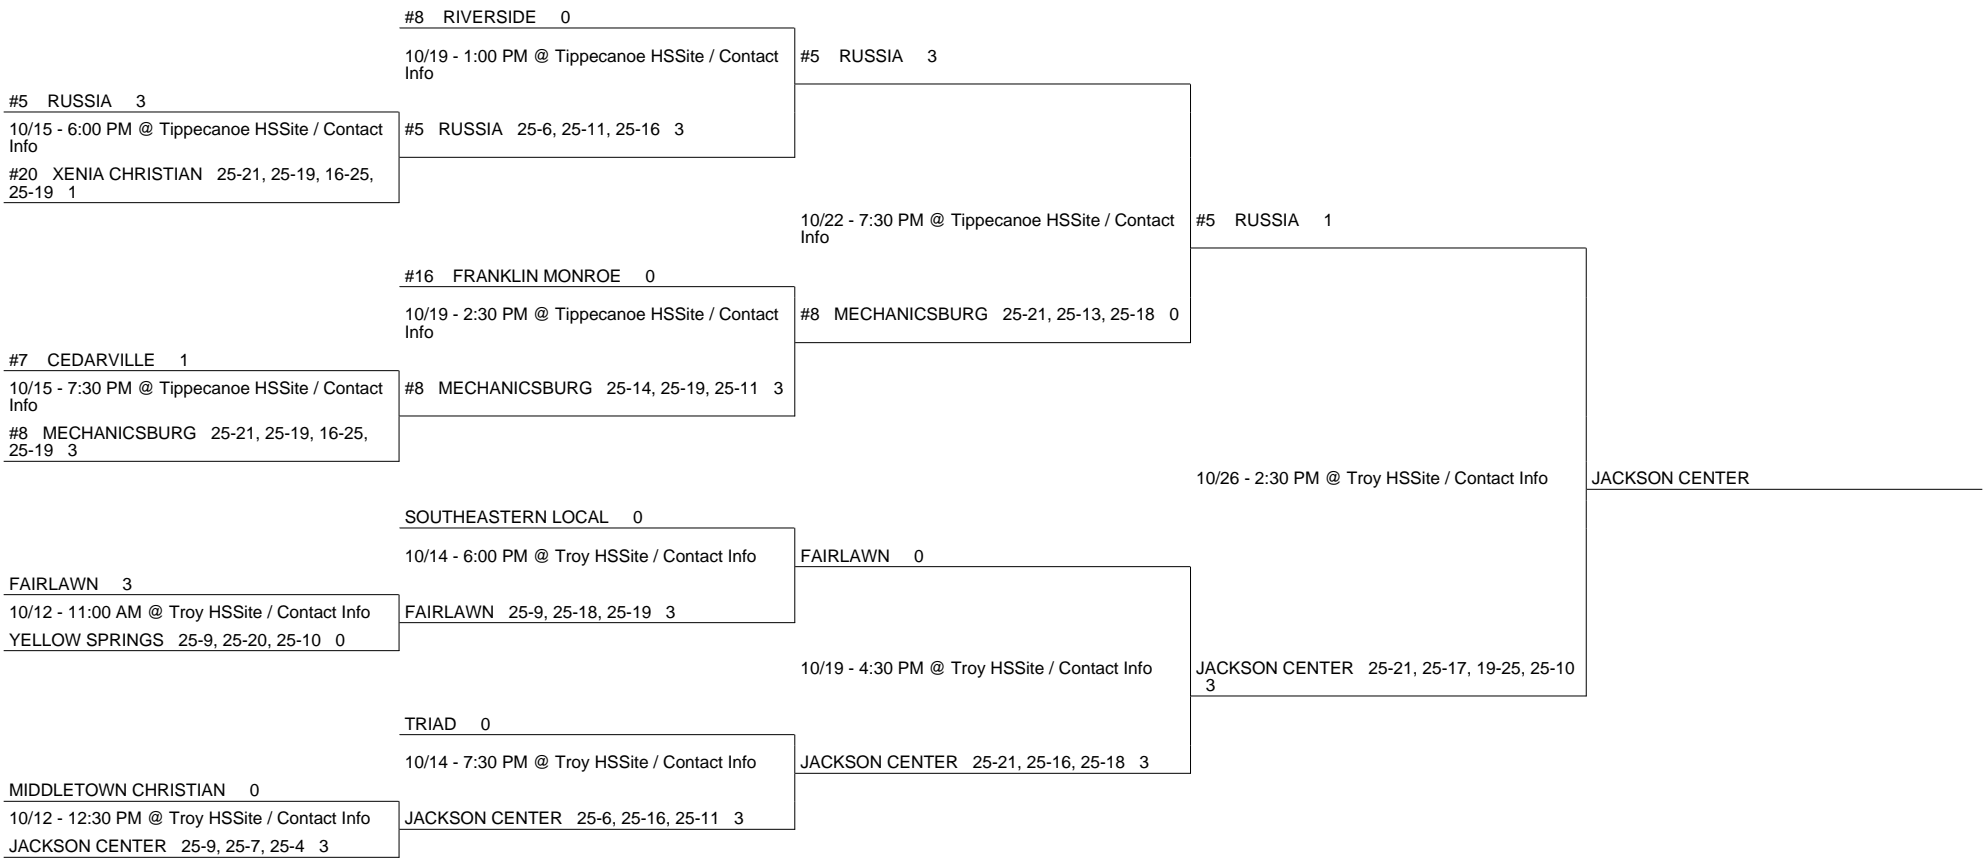 #8 RIVERSIDE 0
10/19 - 1:00 PM @ Tippecanoe HSSite / Contact
Info
#5 RUSSIA 3
#5 RUSSIA 3
10/15 - 6:00 PM @ Tippecanoe HSSite / Contact
Info
#5 RUSSIA 25-6, 25-11, 25-16 3
#20 XENIA CHRISTIAN 25-21, 25-19, 16-25,
25-19 1
10/22 - 7:30 PM @ Tippecanoe HSSite / Contact
Info
#5 RUSSIA 1
#16 FRANKLIN MONROE 0
10/19 - 2:30 PM @ Tippecanoe HSSite / Contact
Info
#8 MECHANICSBURG 25-21, 25-13, 25-18 0
#7 CEDARVILLE 1
10/15 - 7:30 PM @ Tippecanoe HSSite / Contact
Info
#8 MECHANICSBURG 25-14, 25-19, 25-11 3
#8 MECHANICSBURG 25-21, 25-19, 16-25,
25-19 3
10/26 - 2:30 PM @ Troy HSSite / Contact Info
JACKSON CENTER
SOUTHEASTERN LOCAL 0
10/14 - 6:00 PM @ Troy HSSite / Contact Info
FAIRLAWN 0
FAIRLAWN 3
10/12 - 11:00 AM @ Troy HSSite / Contact Info
FAIRLAWN 25-9, 25-18, 25-19 3
YELLOW SPRINGS 25-9, 25-20, 25-10 0
10/19 - 4:30 PM @ Troy HSSite / Contact Info
JACKSON CENTER 25-21, 25-17, 19-25, 25-10
3
TRIAD 0
10/14 - 7:30 PM @ Troy HSSite / Contact Info
JACKSON CENTER 25-21, 25-16, 25-18 3
MIDDLETOWN CHRISTIAN 0
10/12 - 12:30 PM @ Troy HSSite / Contact Info
JACKSON CENTER 25-6, 25-16, 25-11 3
JACKSON CENTER 25-9, 25-7, 25-4 3